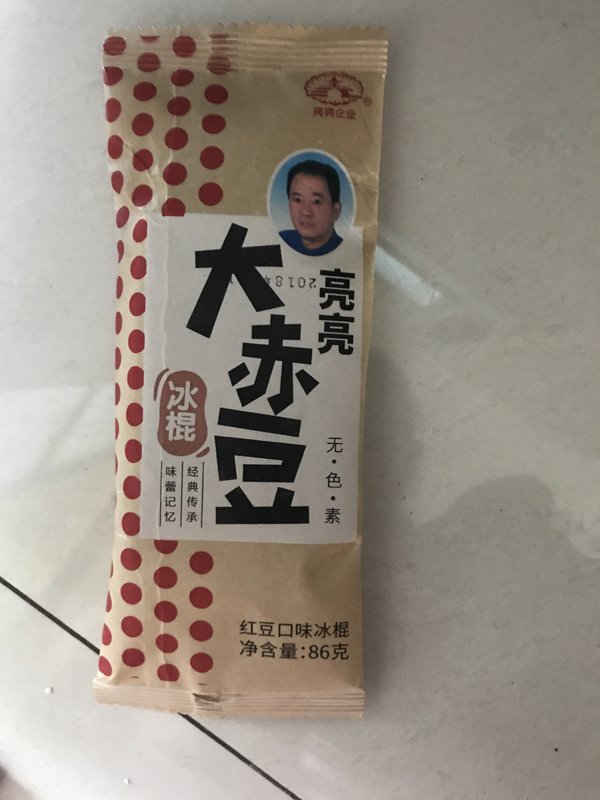 亮亮企业
大赤豆
亮亮
冰棍
无·色·素
经典传承
味蕾记忆
红豆口味冰棍
净含量:86克